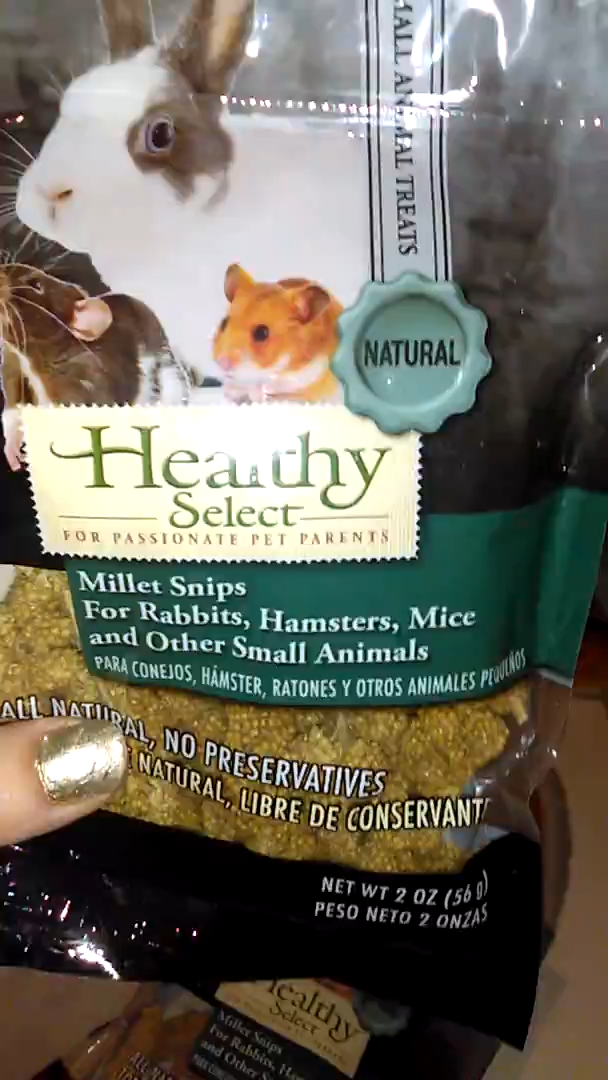 SMALL ANIMAL TREATS
NATURAL
Healthy
Select
FOR PASSIONATE PET PARENTS
Millet Snips
For Rabbits, Hamsters, Mice
and Other Small Animals
PARA CONEJOS, HÁMSTER, RATONES Y OTROS ANIMALES PEQUEÑOS
ALL NATURAL, NO PRESERVATIVES
NATURAL, LIBRE DE CONSERVANT
NET WT 2 OZ (56 g)
PESO NETO 2 ONZAS
Healthy
Select
Millet Snips
For Rabbits,
and Other